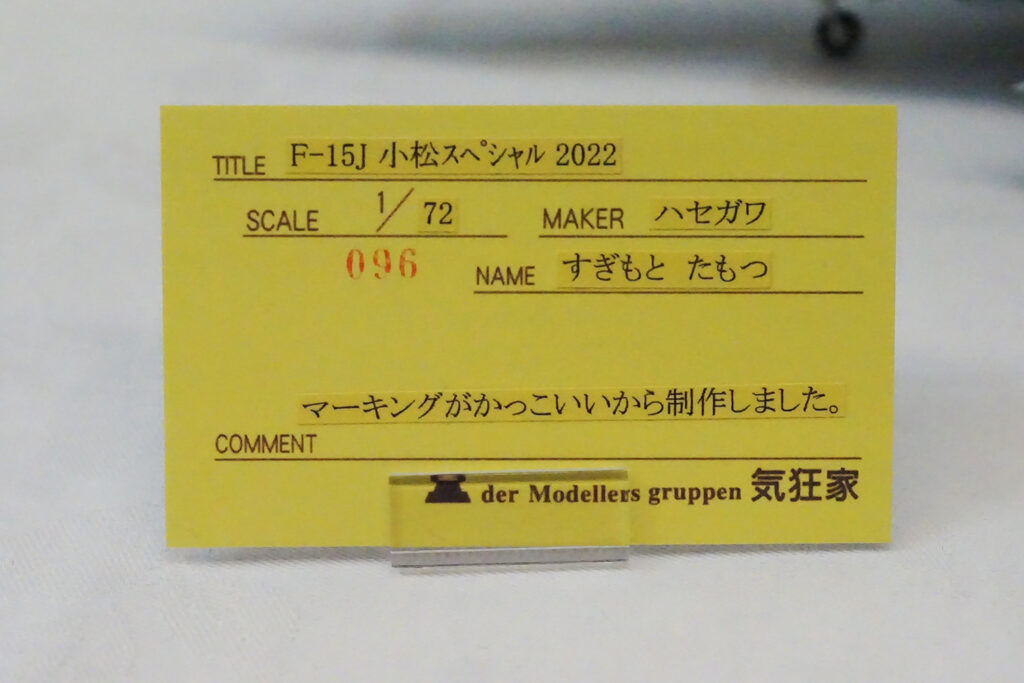 TITLE F-15J 小松スペシャル 2022
SCALE 1/72 MAKER ハセガワ
096 NAME すぎもと たもつ
マーキングがかっこいいから制作しました。
COMMENT
der Modellers gruppen 気狂家